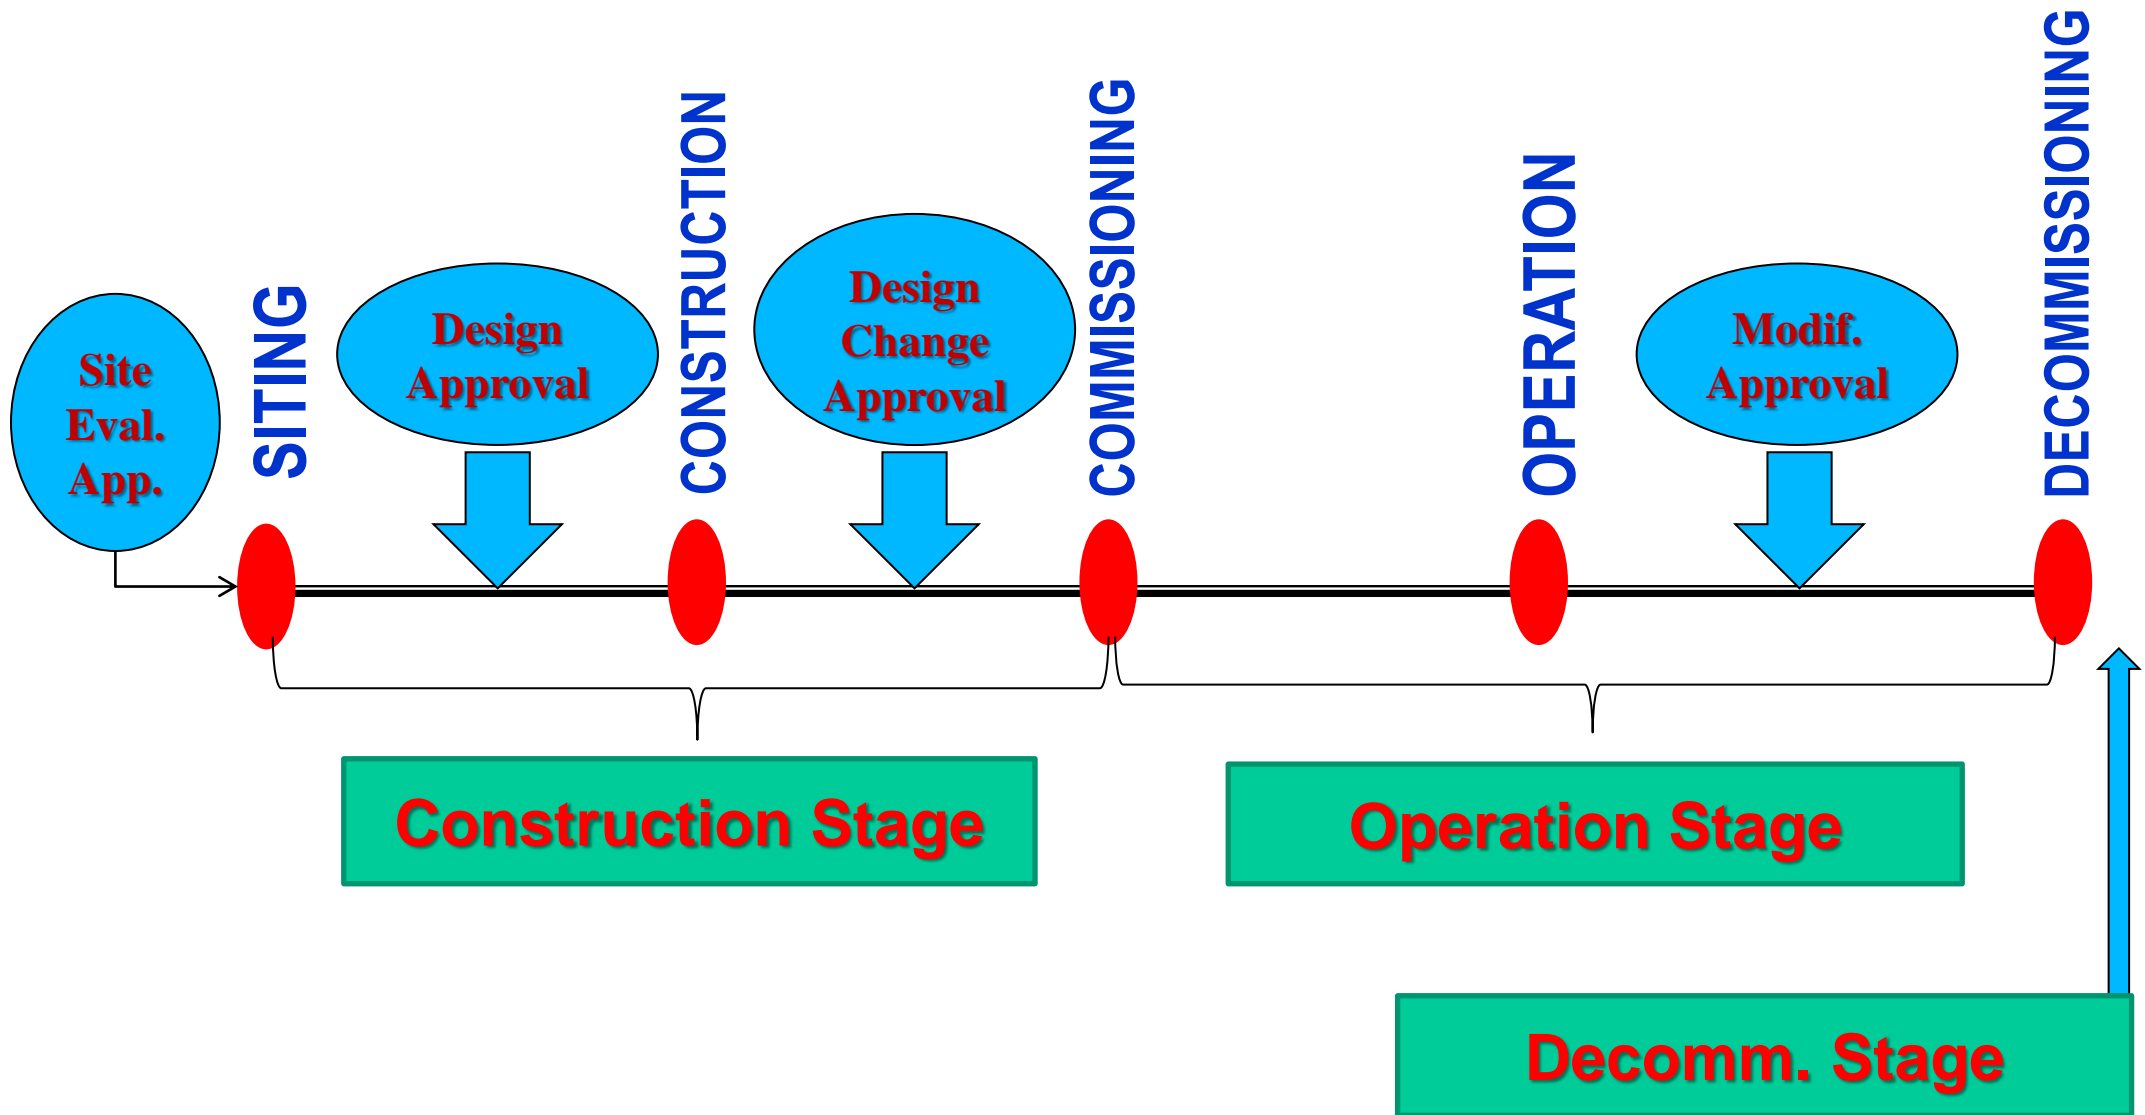 Site
Eval.
App.
SITING
Design
Approval
CONSTRUCTION
Design
Change
Approval
COMMISSIONING
OPERATION
Modif.
Approval
DECOMMISSIONING
Construction Stage
Operation Stage
Decomm. Stage